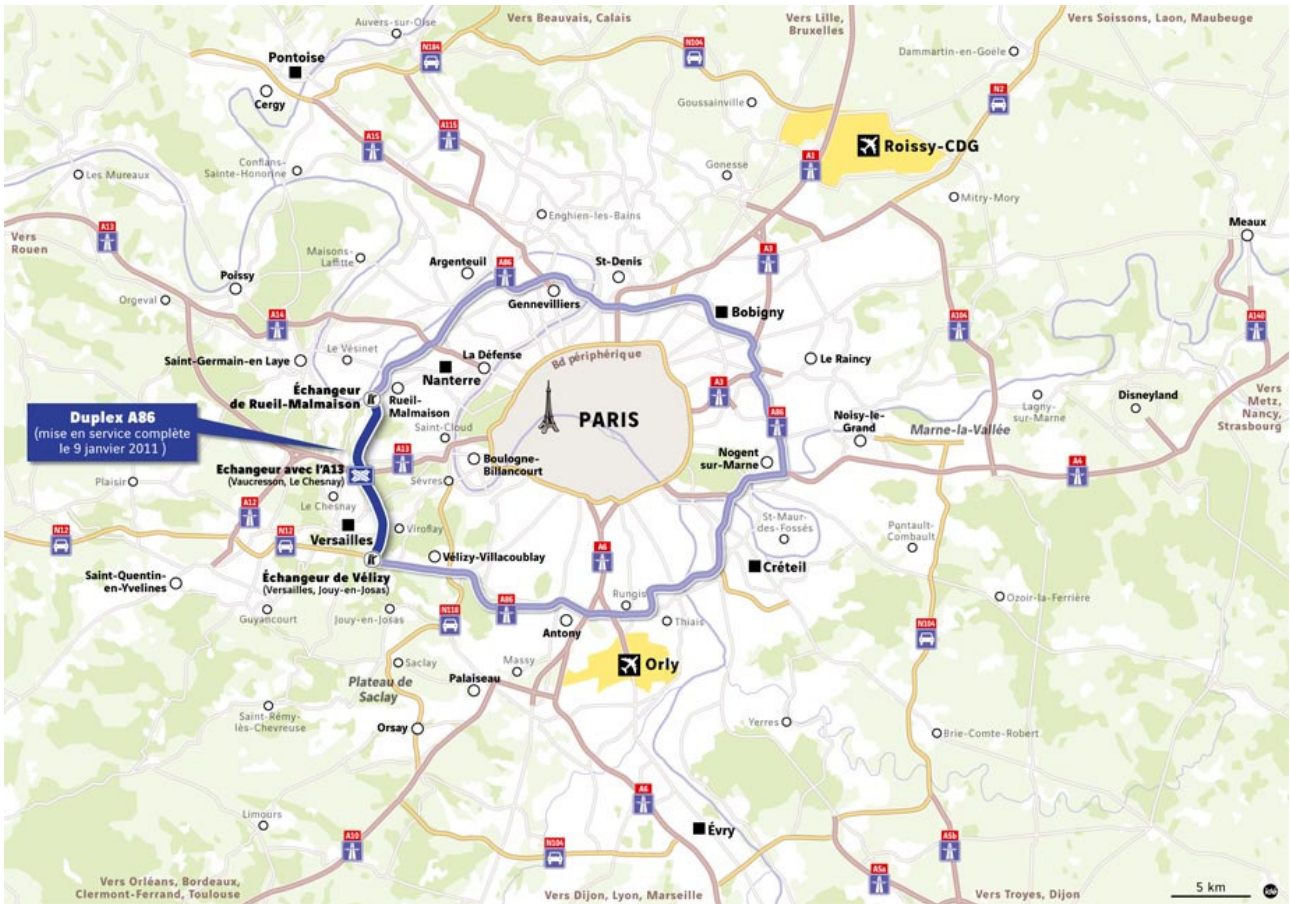 Auvers-sur-Oise
Vers Beauvais, Calais
Vers Lille,
Bruxelles
Vers Soissons, Laon, Maubeuge
N184
N104
Dammartin-en-Goële
Pontoise
Cergy
Goussainville
N2
A15
A115
Roissy-CDG
A1
Gonesse
Conflans-
Sainte-Honorine
Les Mureaux
Mitry-Mory
Enghien-les-Bains
A13
Vers
Rouen
Meaux
Maisons-
Laffitte
Argenteuil
A86
St-Denis
A3
Poissy
Orgeval
Gennevilliers
Bobigny
A14
A104
A140
Le Vésinet
La Défense
Bd périphérique
Le Raincy
Saint-Germain-en Laye
Nanterre
Échangeur
de Rueil-Malmaison
Rueil-
Malmaison
A3
Disneyland
Vers
Metz,
Nancy,
Strasbourg
Lagny-
sur-Marne
Duplex A86
(mise en service complète
le 9 janvier 2011 )
PARIS
A86
Noisy-le-
Grand
Marne-la-Vallée
Saint-Cloud
Echangeur avec l'A13
(Vaucresson, Le Chesnay)
A13
Boulogne-
Billancourt
Nogent
sur-Marne
A4
Plaisir
Sèvres
Le Chesnay
A12
St-Maur-
des-Fossés
Pontault-
Combault
N12
N12
Versailles
Viroflay
Vélizy-Villacoublay
A6
Créteil
Saint-Quentin-
en-Yvelines
Échangeur de Vélizy
(Versailles, Jouy-en-Josas)
Rungis
Ozoir-la-Ferrière
Guyancourt
Jouy-en-Josas
N118
A86
Antony
Thiais
N104
Saclay
Massy
Orly
Plateau de
Saclay
Palaiseau
Saint-Rémy-
lès-Chevreuse
Orsay
Yerres
Brie-Comte-Robert
A6
Limours
Évry
A10
N104
A5b
A5a
Vers Orléans, Bordeaux,
Clermont-Ferrand, Toulouse
Vers Dijon, Lyon, Marseille
Vers Troyes, Dijon
5 km
idé